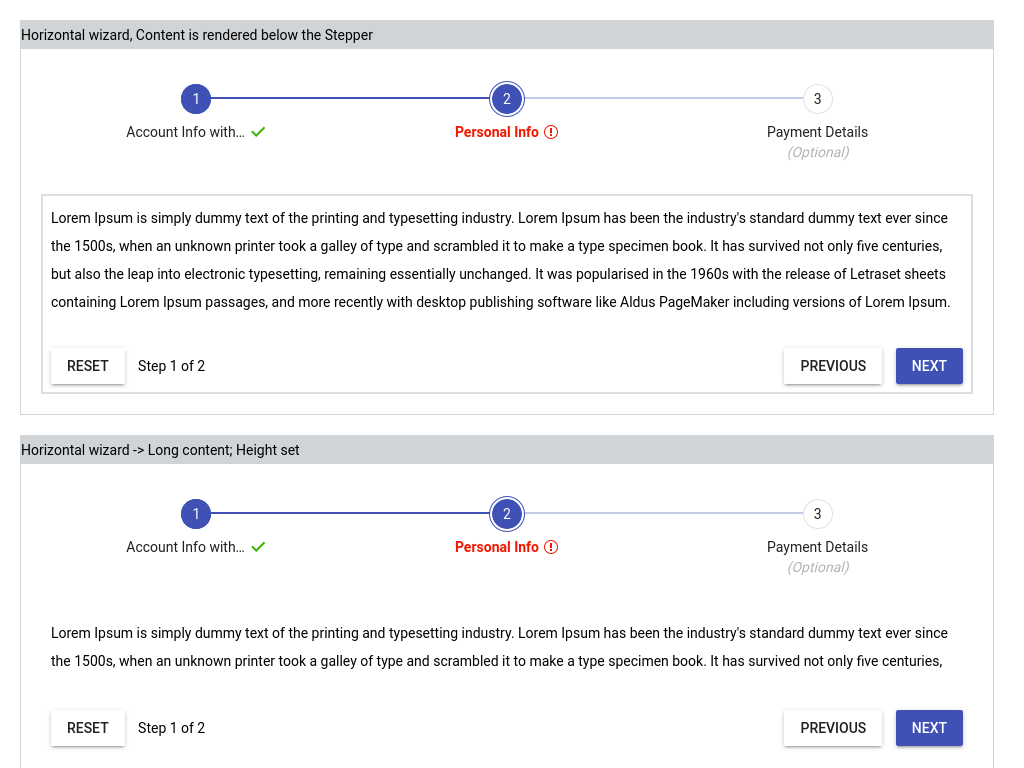 Horizontal wizard, Content is rendered below the Stepper
1 2 3
Account Info with… Personal Info Payment Details
(Optional)
Lorem Ipsum is simply dummy text of the printing and typesetting industry. Lorem Ipsum has been the industry's standard dummy text ever since
the 1500s, when an unknown printer took a galley of type and scrambled it to make a type specimen book. It has survived not only five centuries,
but also the leap into electronic typesetting, remaining essentially unchanged. It was popularised in the 1960s with the release of Letraset sheets
containing Lorem Ipsum passages, and more recently with desktop publishing software like Aldus PageMaker including versions of Lorem Ipsum.
RESET Step 1 of 2 PREVIOUS NEXT
Horizontal wizard -> Long content; Height set
1 2 3
Account Info with… Personal Info Payment Details
(Optional)
Lorem Ipsum is simply dummy text of the printing and typesetting industry. Lorem Ipsum has been the industry's standard dummy text ever since
the 1500s, when an unknown printer took a galley of type and scrambled it to make a type specimen book. It has survived not only five centuries,
RESET Step 1 of 2 PREVIOUS NEXT